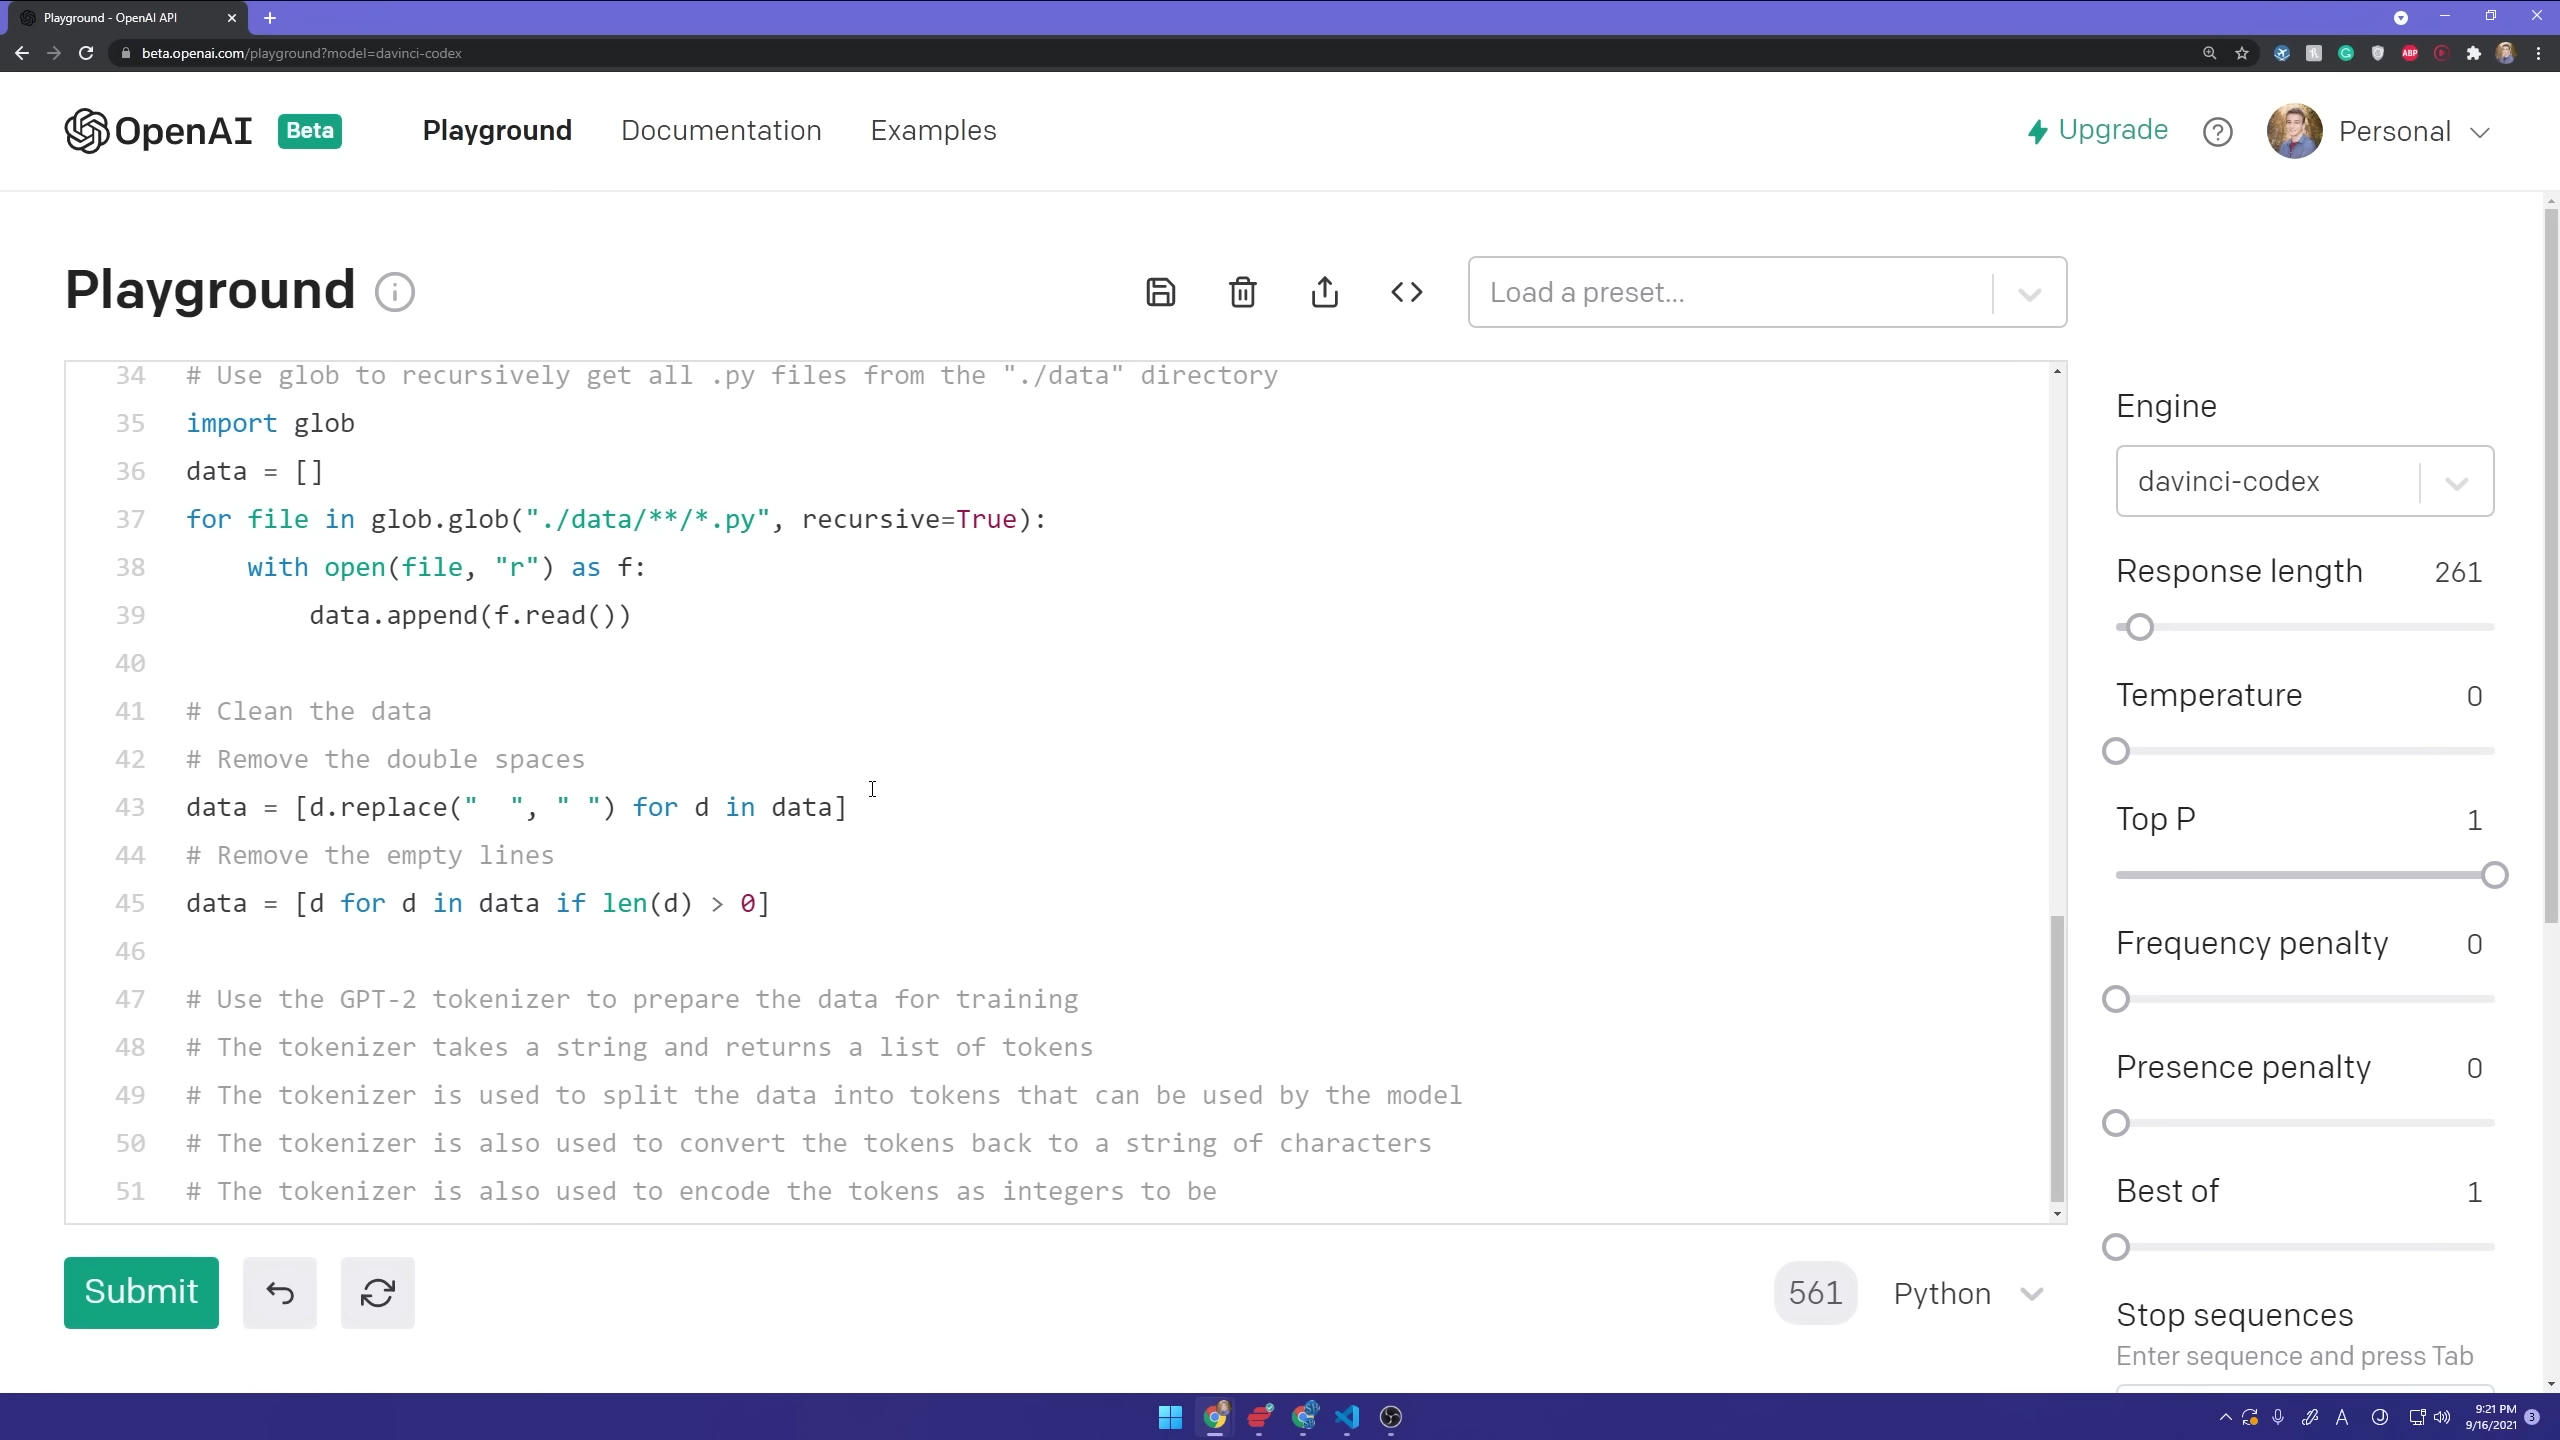 Playground - OpenAI API
beta.openai.com/playground?model=davinci-codex
OpenAI Beta Playground Documentation Examples Upgrade Personal
Playground
Load a preset...
34 # Use glob to recursively get all .py files from the "./data" directory
35 import glob
36 data = []
37 for file in glob.glob("./data/**/*.py", recursive=True):
38     with open(file, "r") as f:
39         data.append(f.read())
40
41 # Clean the data
42 # Remove the double spaces
43 data = [d.replace("  ", " ") for d in data]
44 # Remove the empty lines
45 data = [d for d in data if len(d) > 0]
46
47 # Use the GPT-2 tokenizer to prepare the data for training
48 # The tokenizer takes a string and returns a list of tokens
49 # The tokenizer is used to split the data into tokens that can be used by the model
50 # The tokenizer is also used to convert the tokens back to a string of characters
51 # The tokenizer is also used to encode the tokens as integers to be
Submit
561 Python
Engine
davinci-codex
Response length 261
Temperature 0
Top P 1
Frequency penalty 0
Presence penalty 0
Best of 1
Stop sequences
Enter sequence and press Tab
ABP
9:21 PM
9/16/2021
3